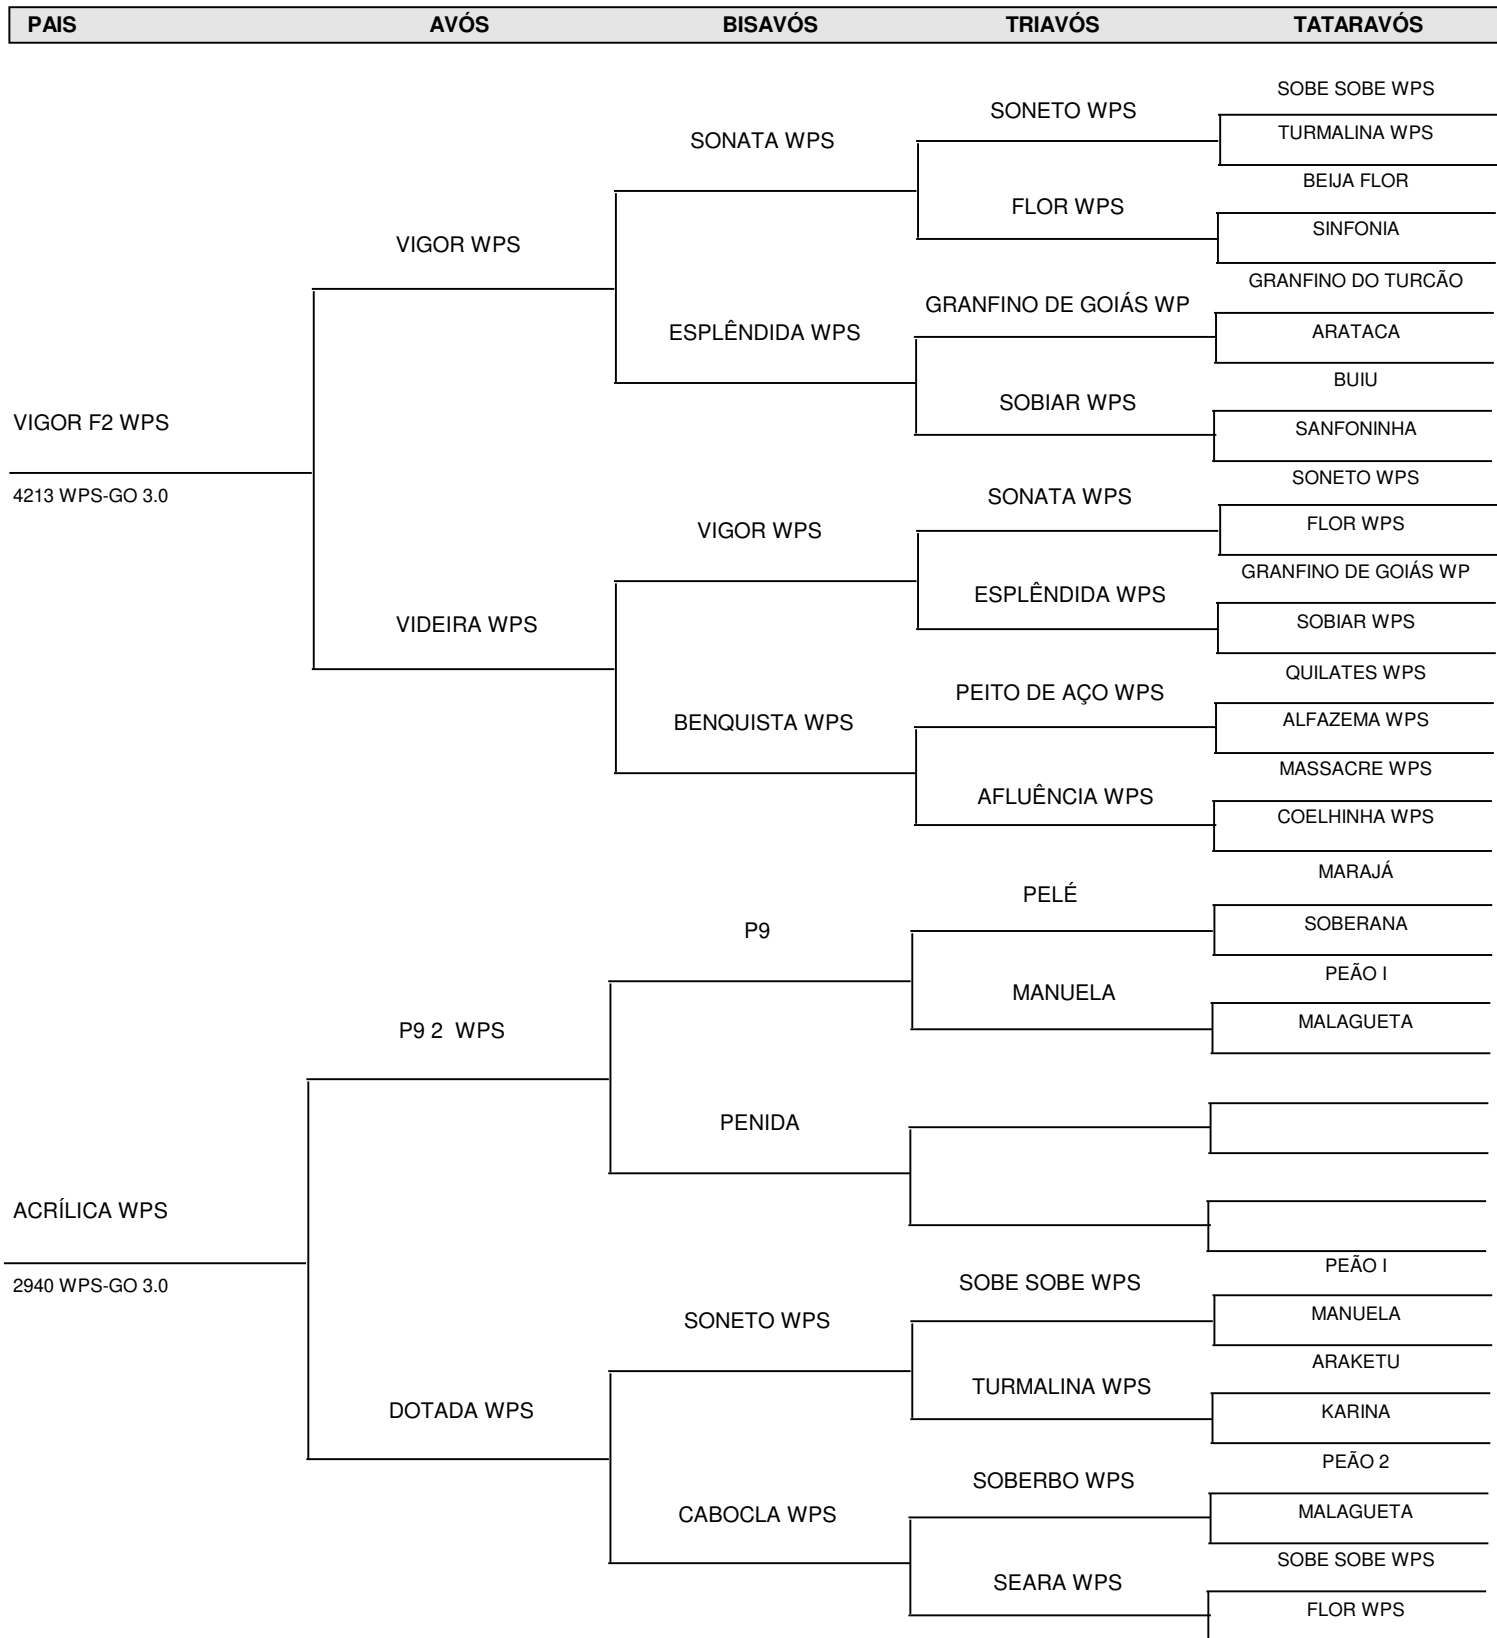 PAIS AVÓS BISAVÓS TRIAVÓS TATARAVÓS
SOBE SOBE WPS
SONETO WPS
TURMALINA WPS
SONATA WPS
BEIJA FLOR
FLOR WPS
SINFONIA
VIGOR WPS
GRANFINO DO TURCÃO
GRANFINO DE GOIÁS WP
ARATACA
ESPLÊNDIDA WPS
BUIU
SOBIAR WPS
SANFONINHA
VIGOR F2 WPS
4213 WPS-GO 3.0
SONETO WPS
SONATA WPS
FLOR WPS
VIGOR WPS
GRANFINO DE GOIÁS WP
ESPLÊNDIDA WPS
SOBIAR WPS
VIDEIRA WPS
QUILATES WPS
PEITO DE AÇO WPS
ALFAZEMA WPS
BENQUISTA WPS
MASSACRE WPS
AFLUÊNCIA WPS
COELHINHA WPS
MARAJÁ
PELÉ
SOBERANA
P9
PEÃO I
MANUELA
MALAGUETA
P9 2  WPS
PENIDA
ACRÍLICA WPS
2940 WPS-GO 3.0
PEÃO I
SOBE SOBE WPS
MANUELA
SONETO WPS
ARAKETU
TURMALINA WPS
KARINA
DOTADA WPS
PEÃO 2
SOBERBO WPS
MALAGUETA
CABOCLA WPS
SOBE SOBE WPS
SEARA WPS
FLOR WPS